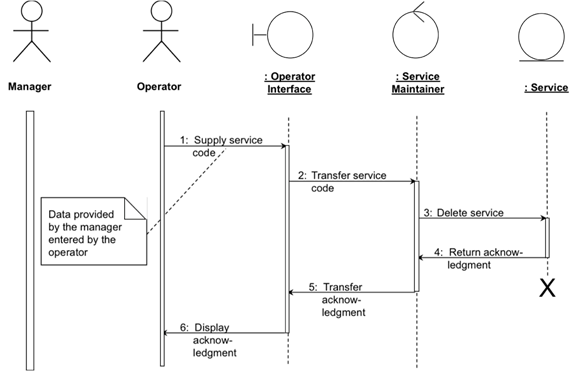 Manager
Operator
: Operator
Interface
: Service
Maintainer
: Service
1: Supply service
code
2: Transfer service
code
Data provided
by the manager
entered by the
operator
3: Delete service
4: Return acknow-
ledgment
X
5: Transfer
acknow-
ledgment
6: Display
acknow-
ledgment